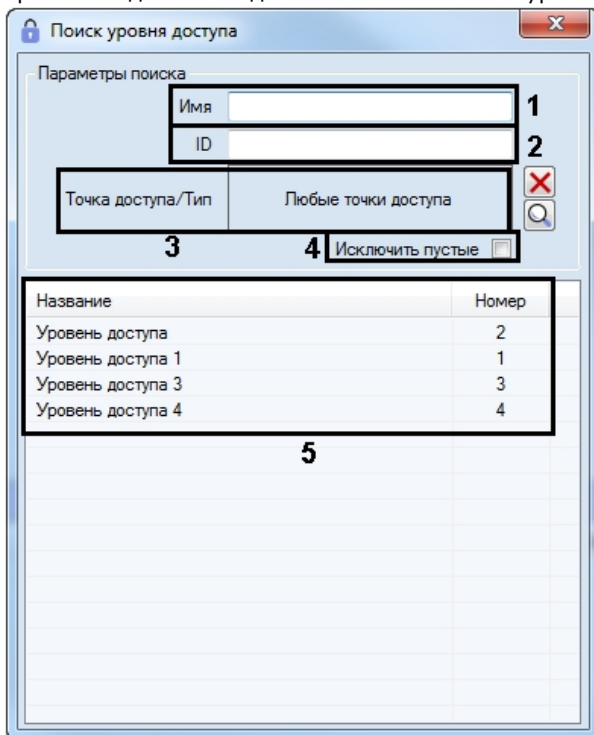 Поиск уровня доступа
Параметры поиска
Имя
1
ID
2
Точка доступа/Тип Любые точки доступа
3
4 Исключить пустые
Название Номер
Уровень доступа 2
Уровень доступа 1 1
Уровень доступа 3 3
Уровень доступа 4 4
5